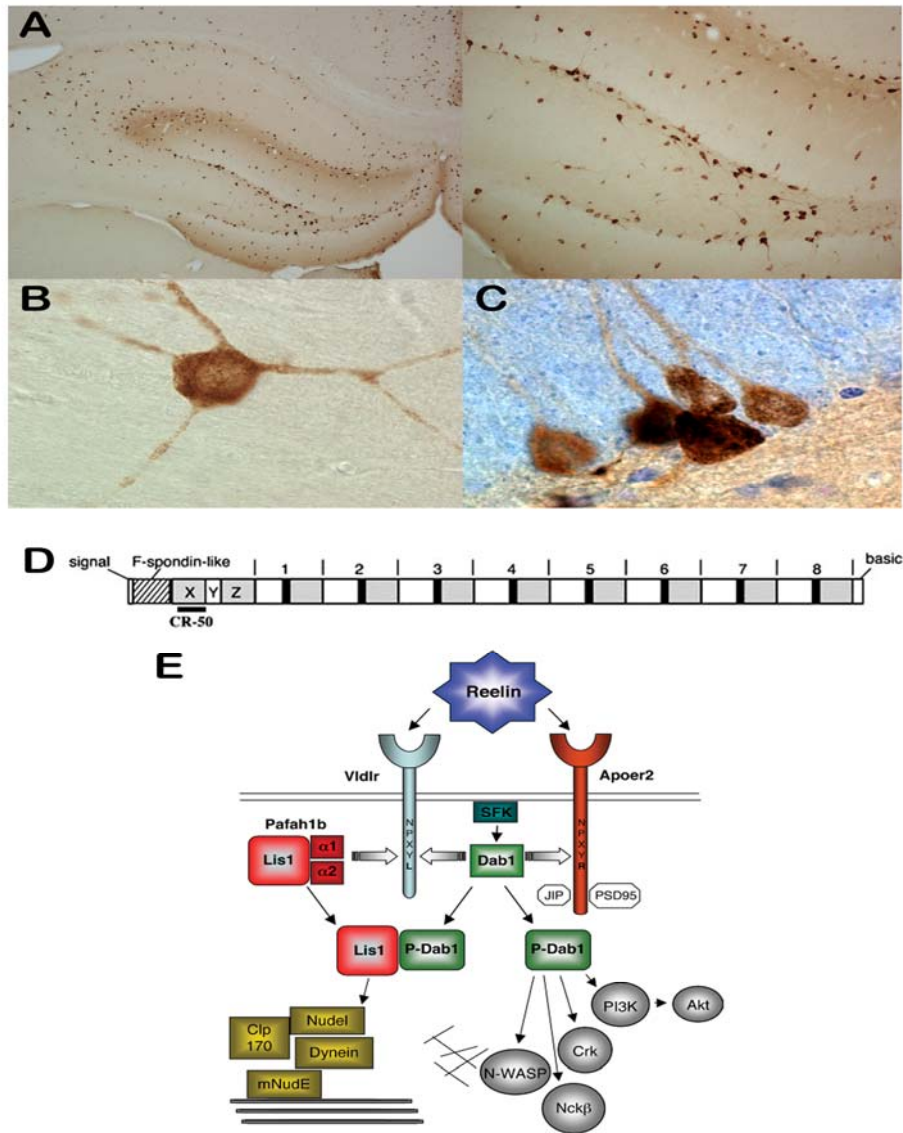 A
B
C
D
signal
F-spondin-like
1
2
3
4
5
6
7
8
basic
X
Y
Z
CR-50
E
Reelin
Vldlr
Apoer2
SFK
Pafah1b
Lis1
α1
α2
NPXYL
Dab1
NPXYR
JIP
PSD95
Lis1
P-Dab1
P-Dab1
PI3K
Akt
Clp
170
Nudel
Dynein
mNudE
N-WASP
Crk
Nckβ